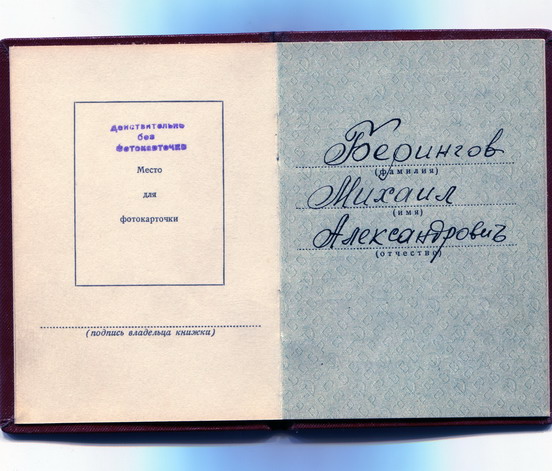 Действительно
без
фотокарточки
Место
для
фотокарточки
(подпись владельца книжки)
Берингов
(фамилия)
Михаил
(имя)
Александрович
(отчество)